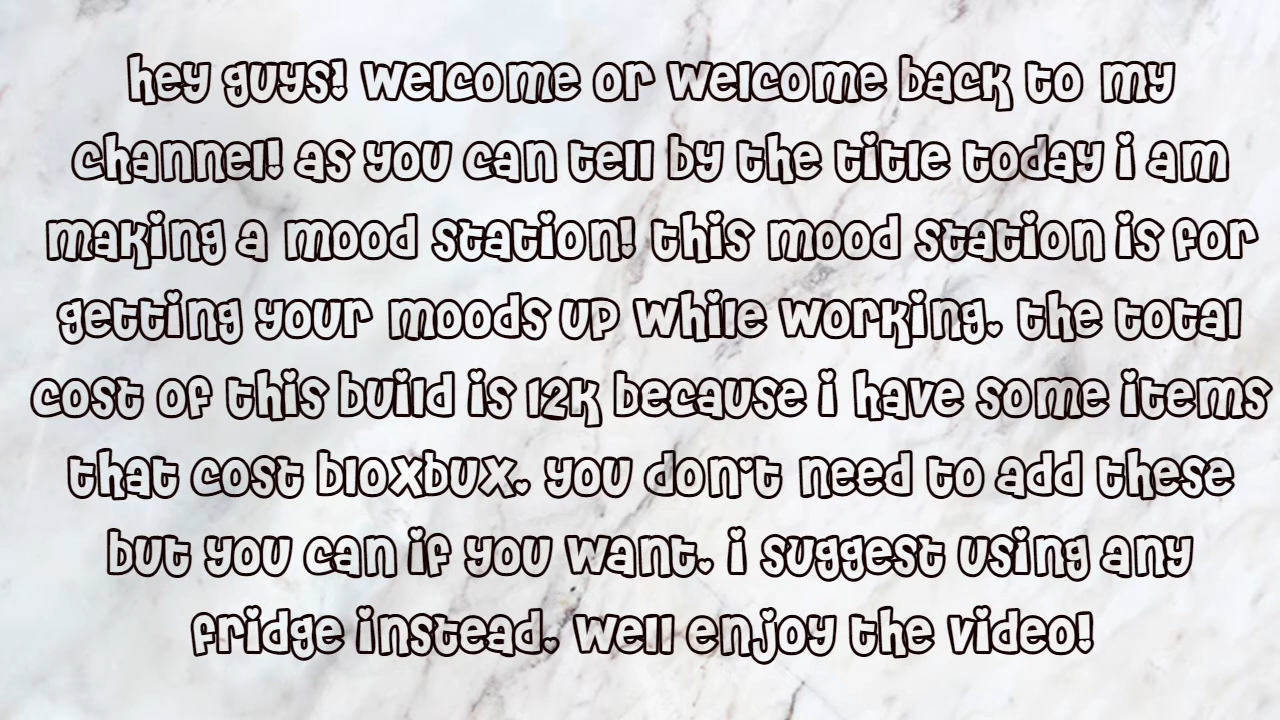 hey guys! welcome or welcome back to my
channel! as you can tell by the title today i am
making a mood station! this mood station is for
getting your moods up while working. the total
cost of this build is 12k because i have some items
that cost bloxbux. you don't need to add these
but you can if you want. i suggest using any
fridge instead. well enjoy the video!